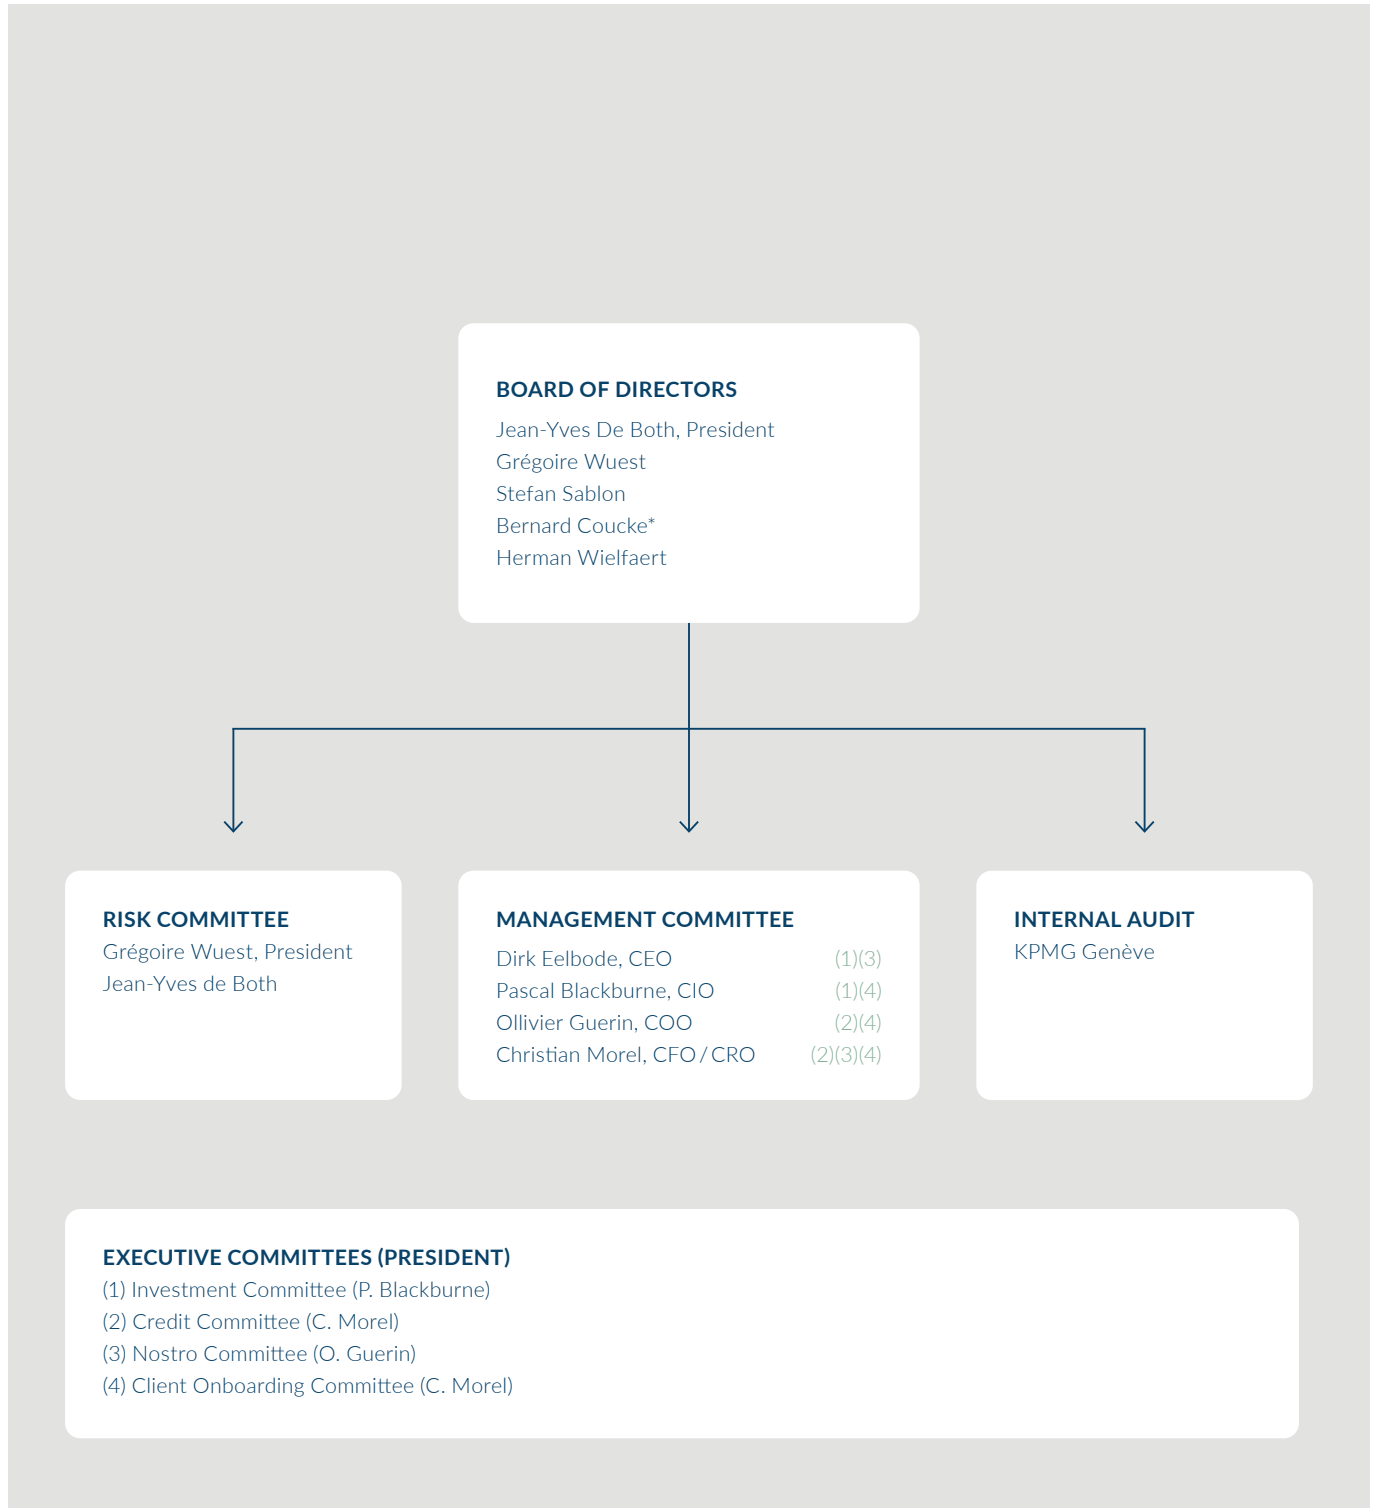 BOARD OF DIRECTORS
Jean-Yves De Both, President
Grégoire Wuest
Stefan Sablon
Bernard Coucke*
Herman Wielfaert
RISK COMMITTEE
Grégoire Wuest, President
Jean-Yves de Both
MANAGEMENT COMMITTEE
Dirk Eelbode, CEO (1)(3)
Pascal Blackburne, CIO (1)(4)
Ollivier Guerin, COO (2)(4)
Christian Morel, CFO / CRO (2)(3)(4)
INTERNAL AUDIT
KPMG Genève
EXECUTIVE COMMITTEES (PRESIDENT)
(1) Investment Committee (P. Blackburne)
(2) Credit Committee (C. Morel)
(3) Nostro Committee (O. Guerin)
(4) Client Onboarding Committee (C. Morel)